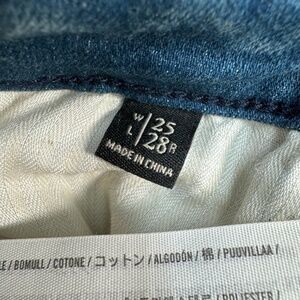 W/25
L/28R
MADE IN CHINA
/ BOMULL / COTONE / コットン / ALGODÓN / 棉 / PUUVILLAA /